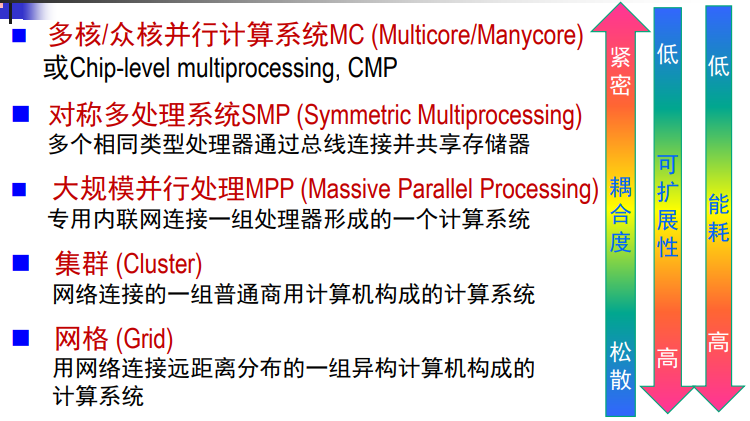 多核/众核并行计算系统MC (Multicore/Manycore)
或Chip-level multiprocessing, CMP
对称多处理系统SMP (Symmetric Multiprocessing)
多个相同类型处理器通过总线连接并共享存储器
大规模并行处理MPP (Massive Parallel Processing)
专用内联网连接一组处理器形成的一个计算系统
集群 (Cluster)
网络连接的一组普通商用计算机构成的计算系统
网格 (Grid)
用网络连接远距离分布的一组异构计算机构成的
计算系统
紧密
耦合度
松散
低
可扩展性
高
低
能耗
高